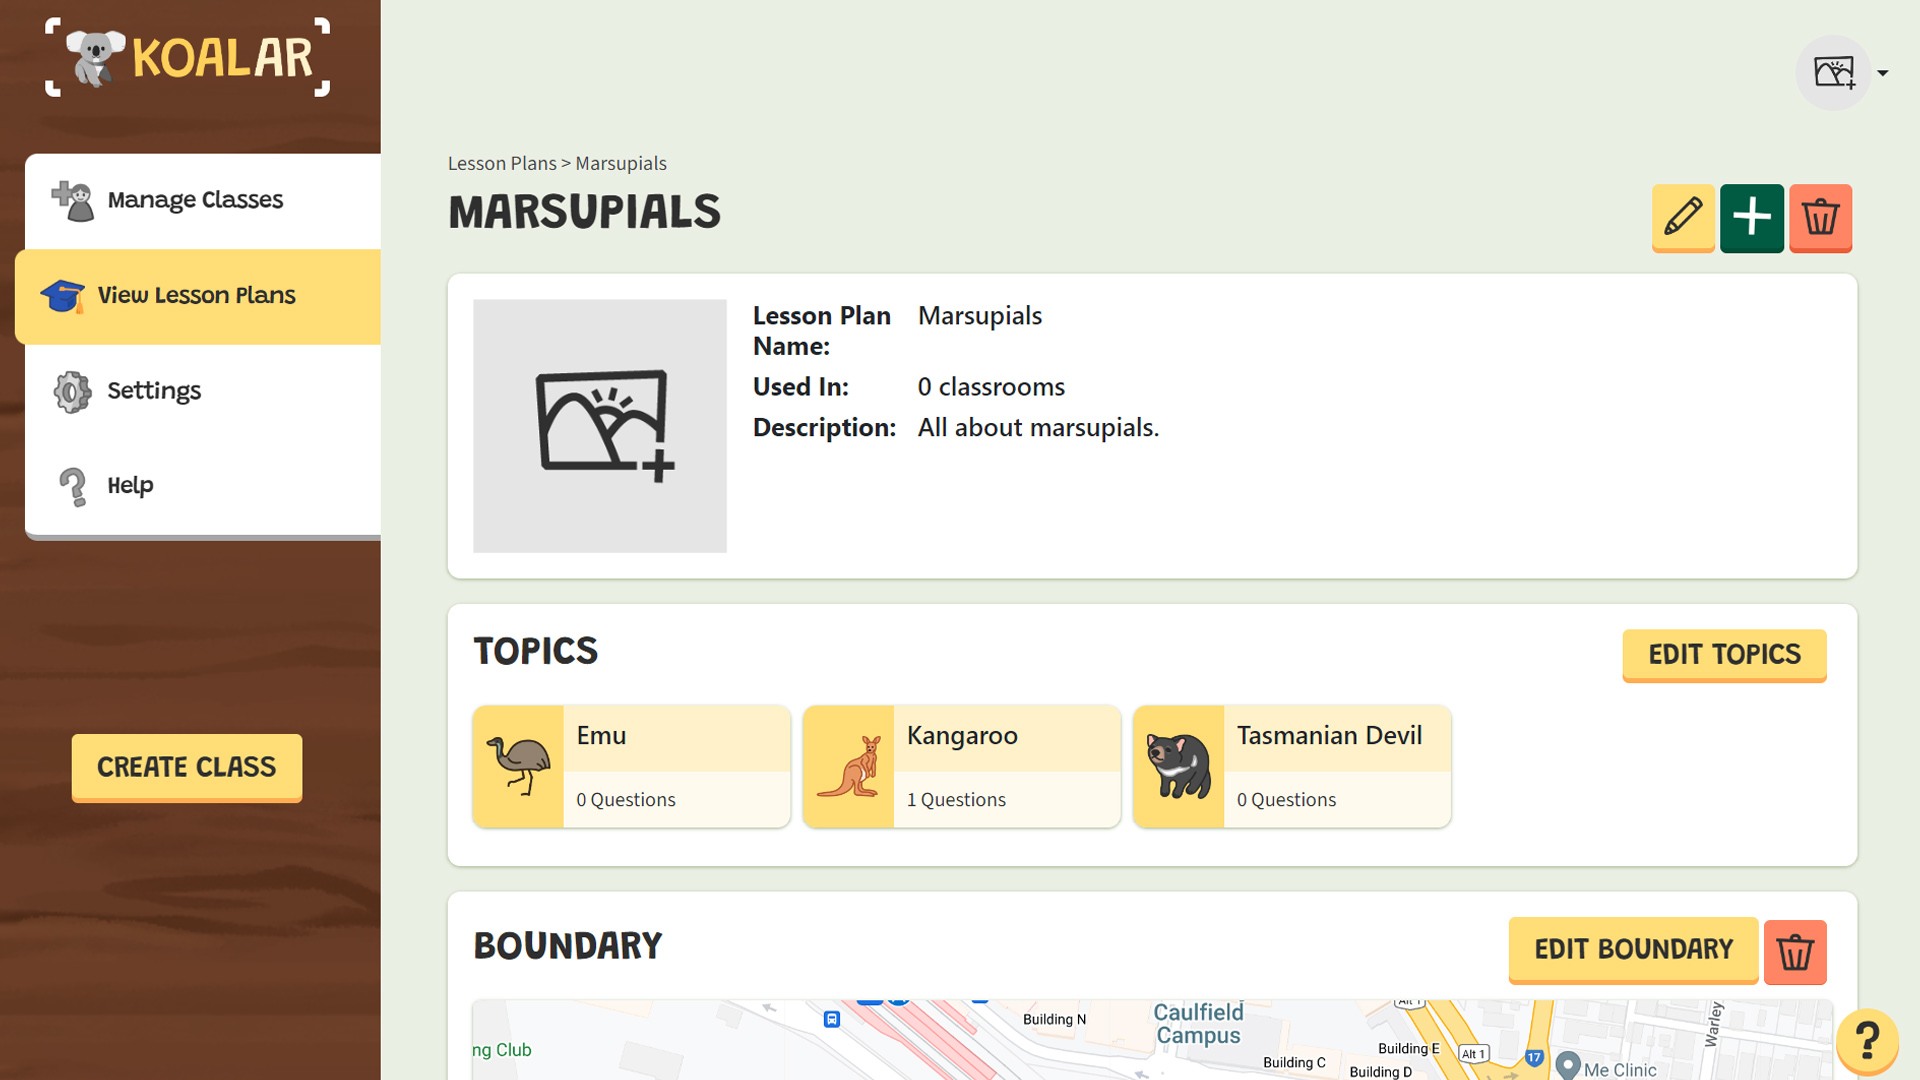 KOALAR
Manage Classes
View Lesson Plans
Settings
Help
CREATE CLASS
Lesson Plans > Marsupials
MARSUPIALS
Lesson Plan Name: Marsupials
Used In: 0 classrooms
Description: All about marsupials.
TOPICS
EDIT TOPICS
Emu
0 Questions
Kangaroo
1 Questions
Tasmanian Devil
0 Questions
BOUNDARY
EDIT BOUNDARY
ng Club
Building N
Caulfield
Campus
Building C
Building E
Building D
Alt 1
Alt 1
17
Me Clinic
Warley
?